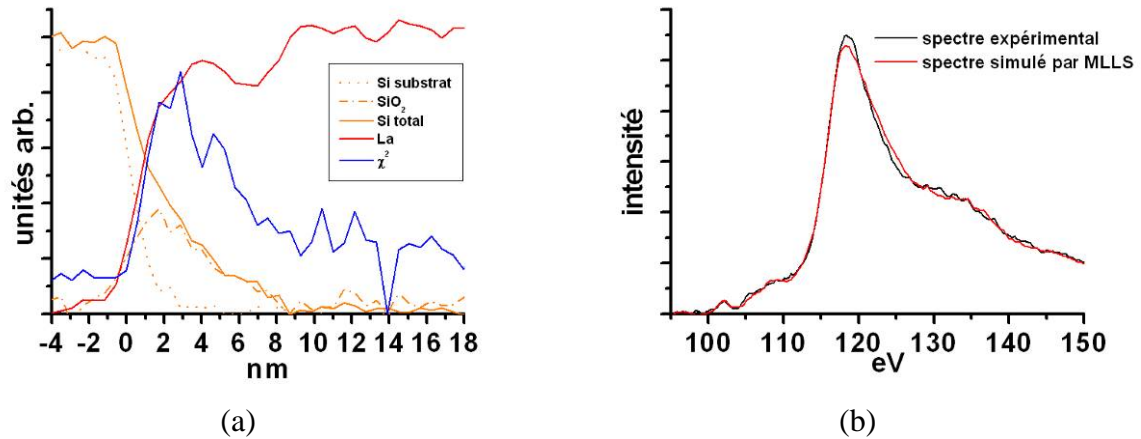 unités arb.
Si substrat
SiO2
Si total
La
χ2
-4 -2 0 2 4 6 8 10 12 14 16 18
nm
(a)
intensité
spectre expérimental
spectre simulé par MLLS
100 110 120 130 140 150
eV
(b)